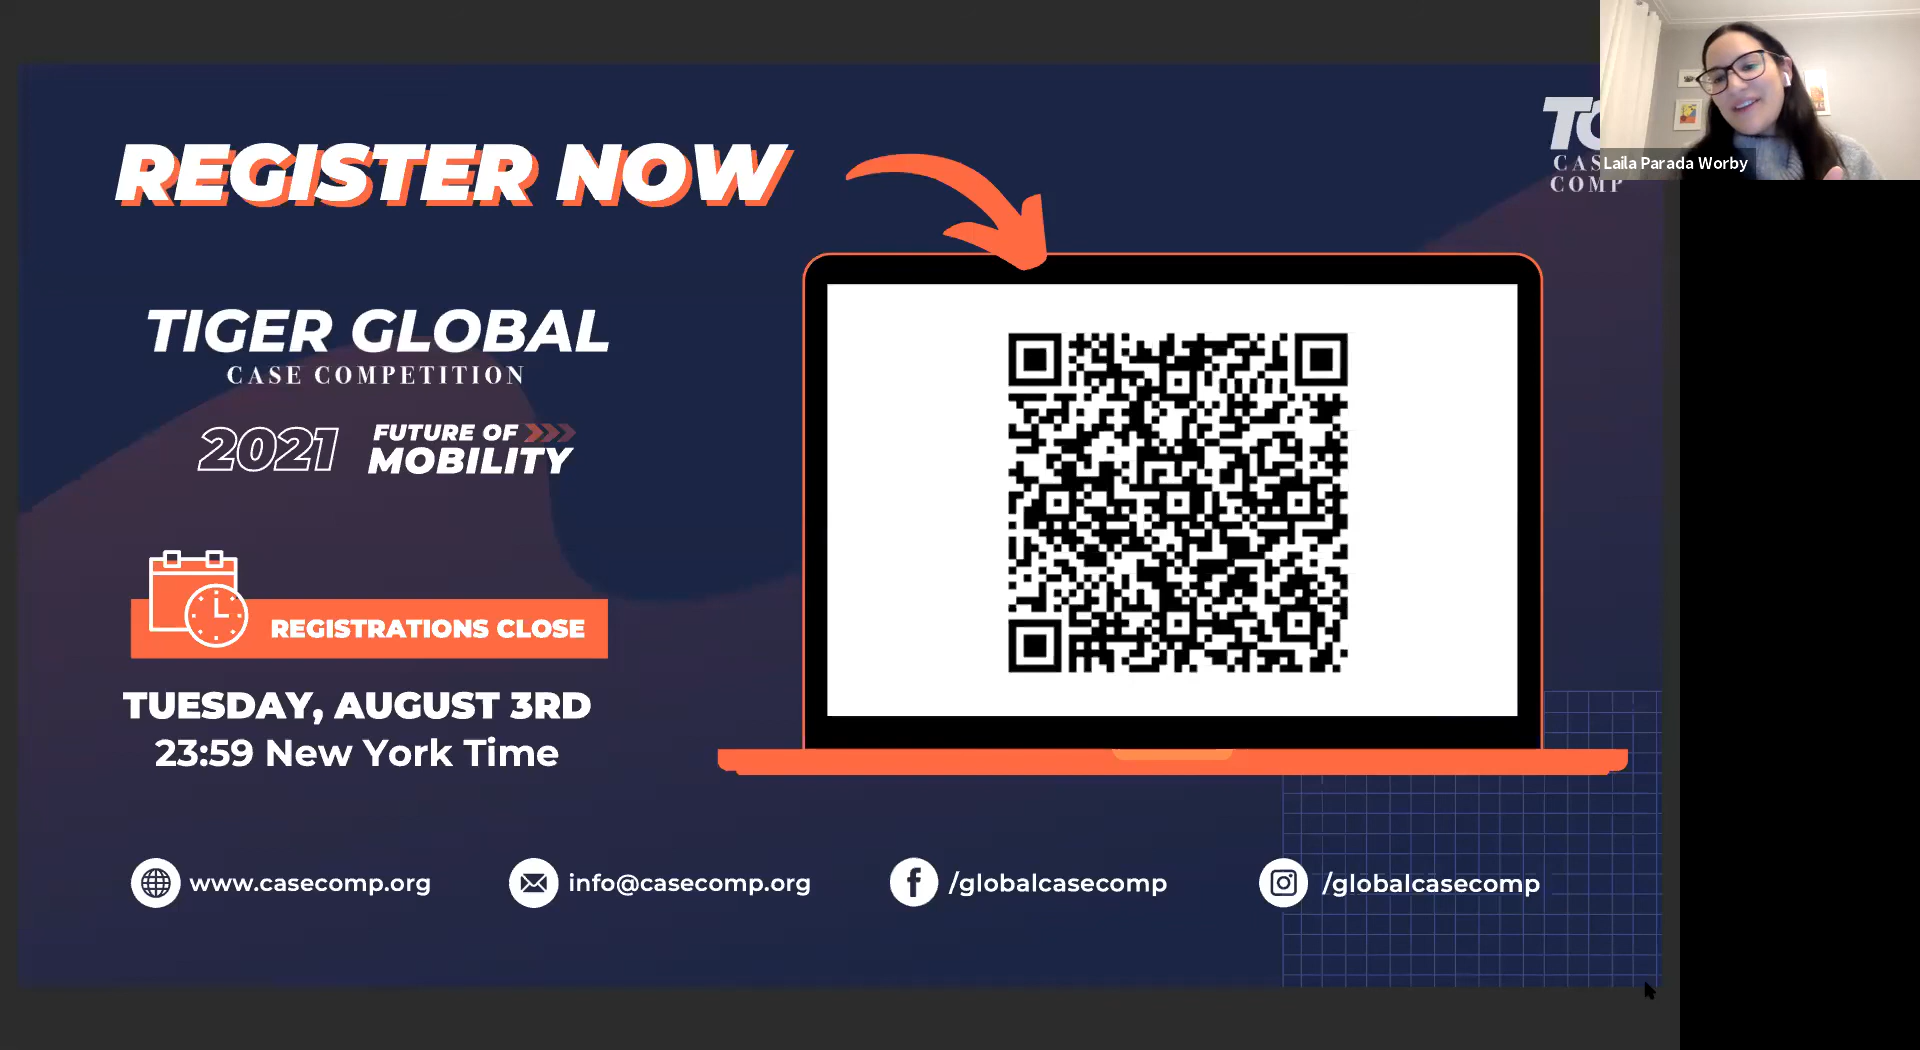 REGISTER NOW
TIGER GLOBAL
CASE COMPETITION
2021
FUTURE OF
MOBILITY
REGISTRATIONS CLOSE
TUESDAY, AUGUST 3RD
23:59 New York Time
www.casecomp.org
info@casecomp.org
/globalcasecomp
/globalcasecomp
COMP
Laila Parada Worby